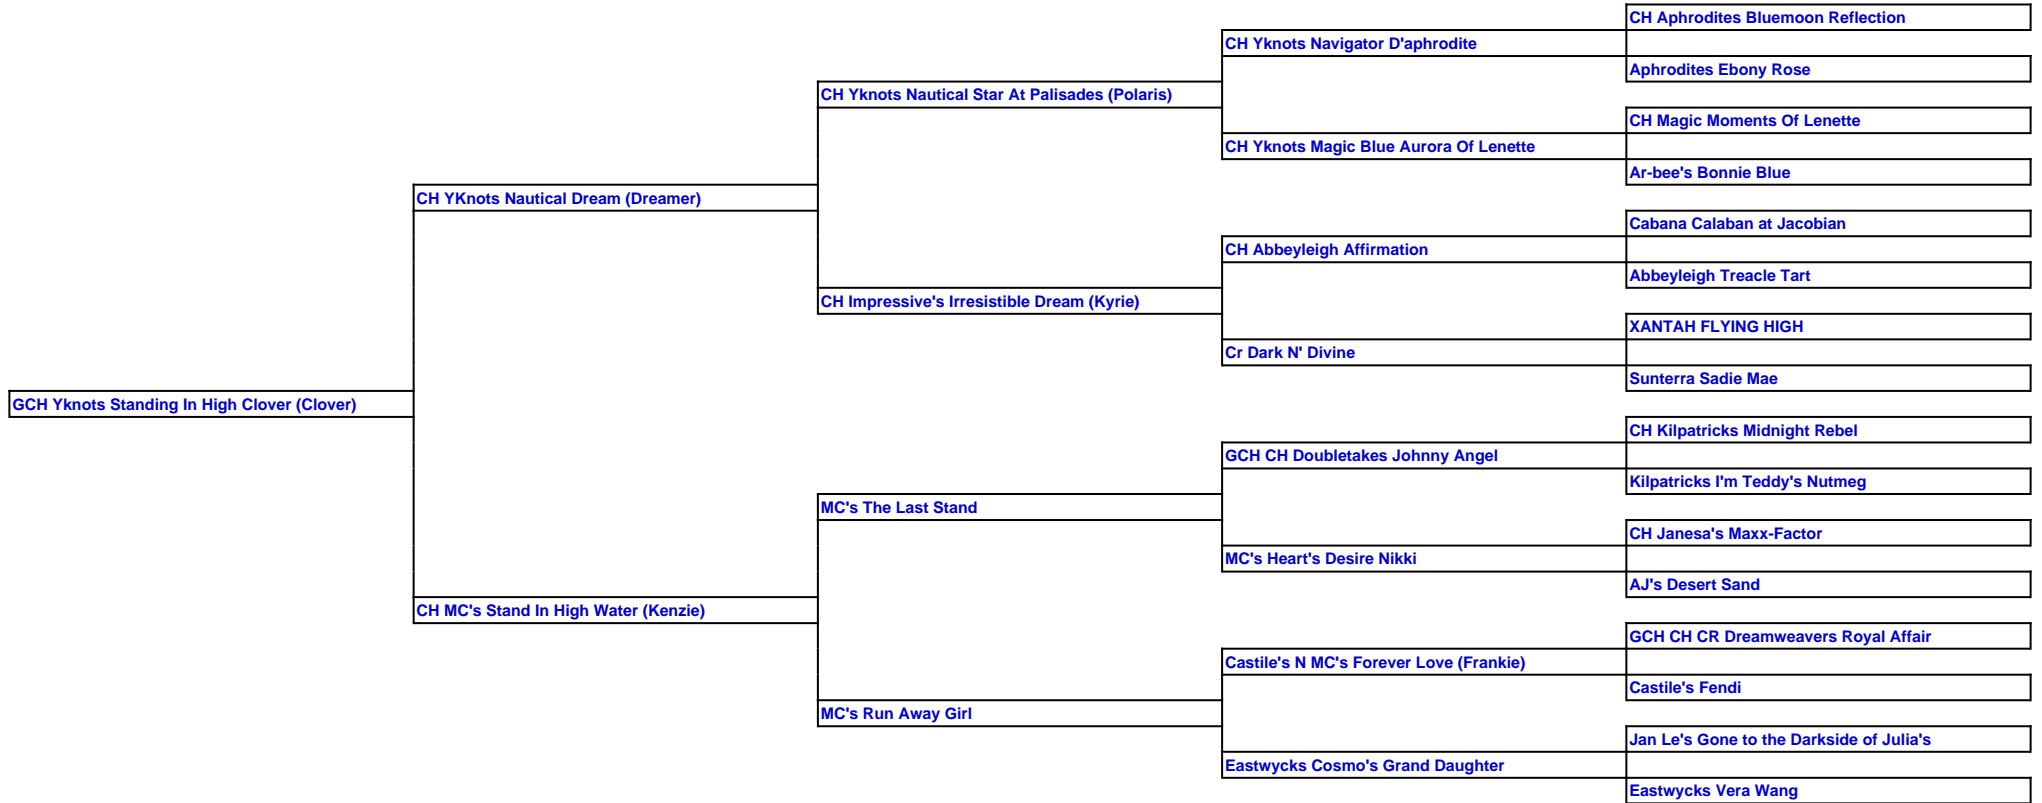 CH Aphrodites Bluemoon Reflection
CH Yknots Navigator D'aphrodite
Aphrodites Ebony Rose
CH Yknots Nautical Star At Palisades (Polaris)
CH Magic Moments Of Lenette
CH Yknots Magic Blue Aurora Of Lenette
Ar-bee's Bonnie Blue
CH YKnots Nautical Dream (Dreamer)
Cabana Calaban at Jacobian
CH Abbeyleigh Affirmation
Abbeyleigh Treacle Tart
CH Impressive's Irresistible Dream (Kyrie)
XANTAH FLYING HIGH
Cr Dark N' Divine
Sunterra Sadie Mae
GCH Yknots Standing In High Clover (Clover)
CH Kilpatricks Midnight Rebel
GCH CH Doubletakes Johnny Angel
Kilpatricks I'm Teddy's Nutmeg
MC's The Last Stand
CH Janesa's Maxx-Factor
MC's Heart's Desire Nikki
AJ's Desert Sand
CH MC's Stand In High Water (Kenzie)
GCH CH CR Dreamweavers Royal Affair
Castile's N MC's Forever Love (Frankie)
Castile's Fendi
MC's Run Away Girl
Jan Le's Gone to the Darkside of Julia's
Eastwycks Cosmo's Grand Daughter
Eastwycks Vera Wang